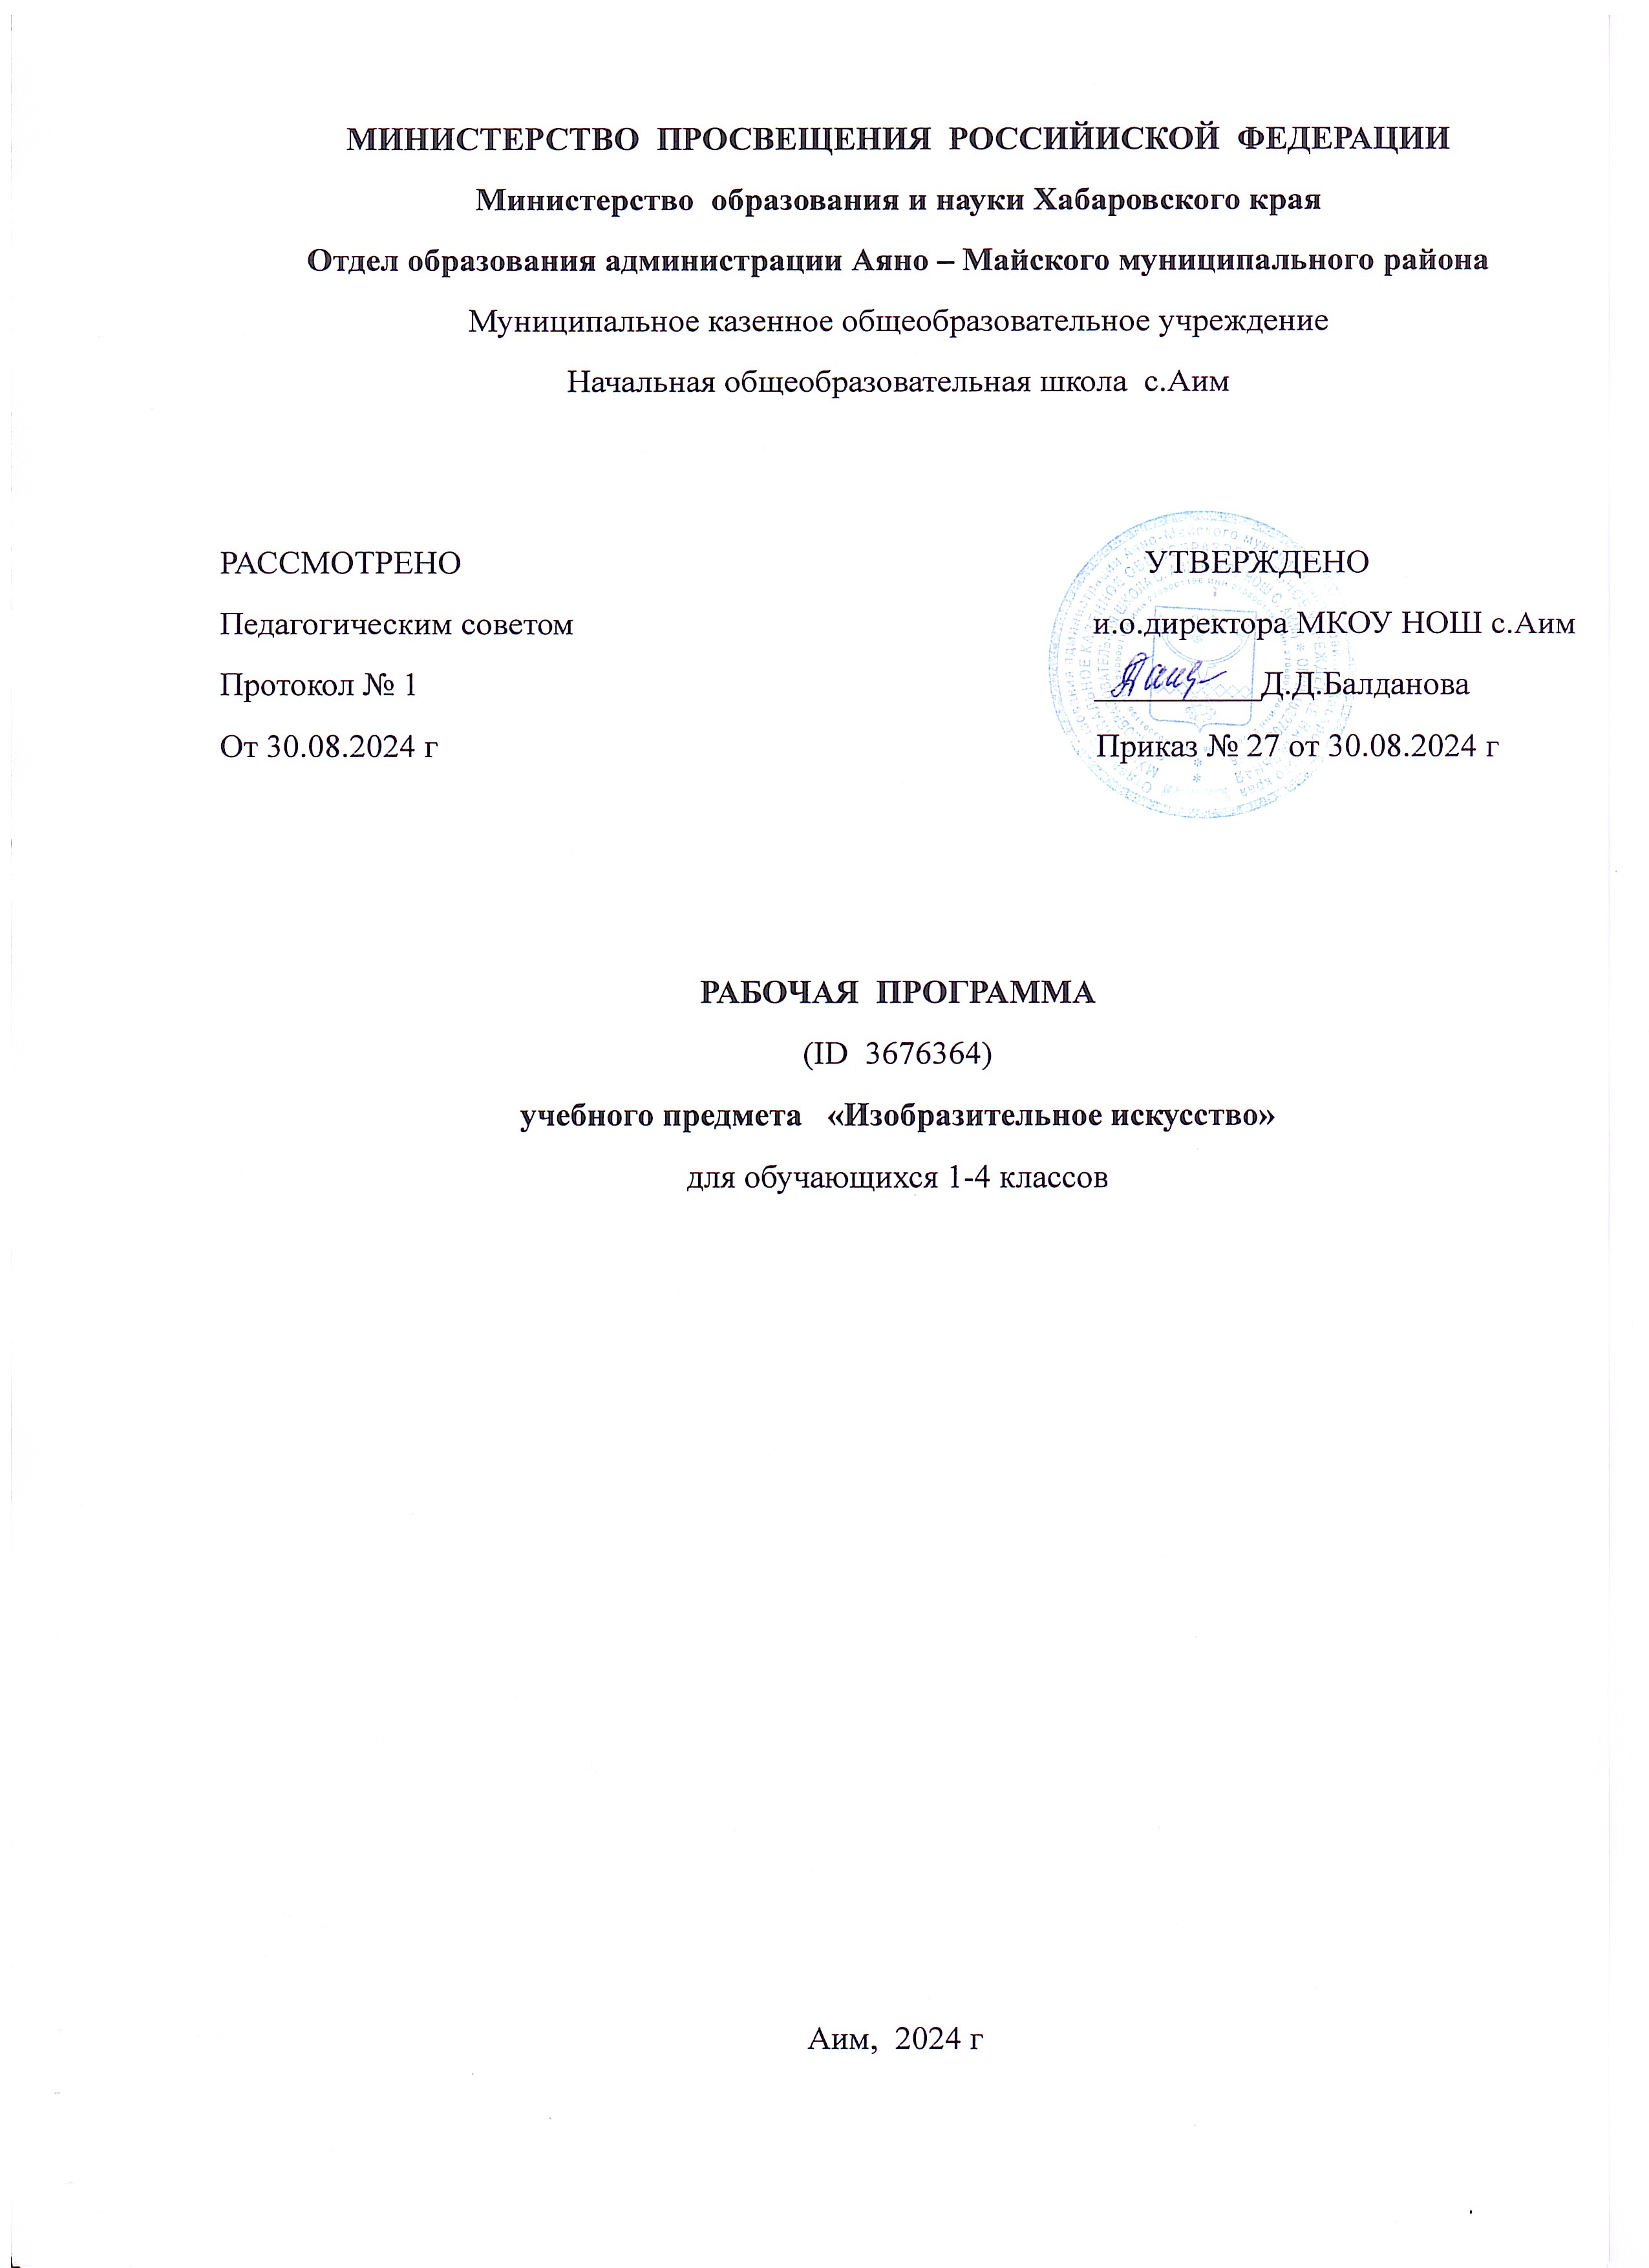 МИНИСТЕРСТВО ПРОСВЕЩЕНИЯ РОССИЙИСКОЙ ФЕДЕРАЦИИ
Министерство образования и науки Хабаровского края
Отдел образования администрации Аяно – Майского муниципального района
Муниципальное казенное общеобразовательное учреждение
Начальная общеобразовательная школа с.Аим
РАССМОТРЕНО УТВЕРЖДЕНО
Педагогическим советом и.о.директора МКОУ НОШ с.Аим
Протокол № 1 Д.Д.Балданова
От 30.08.2024 г Приказ № 27 от 30.08.2024 г
РАБОЧАЯ ПРОГРАММА
(ID 3676364)
учебного предмета «Изобразительное искусство»
для обучающихся 1-4 классов
Аим, 2024 г